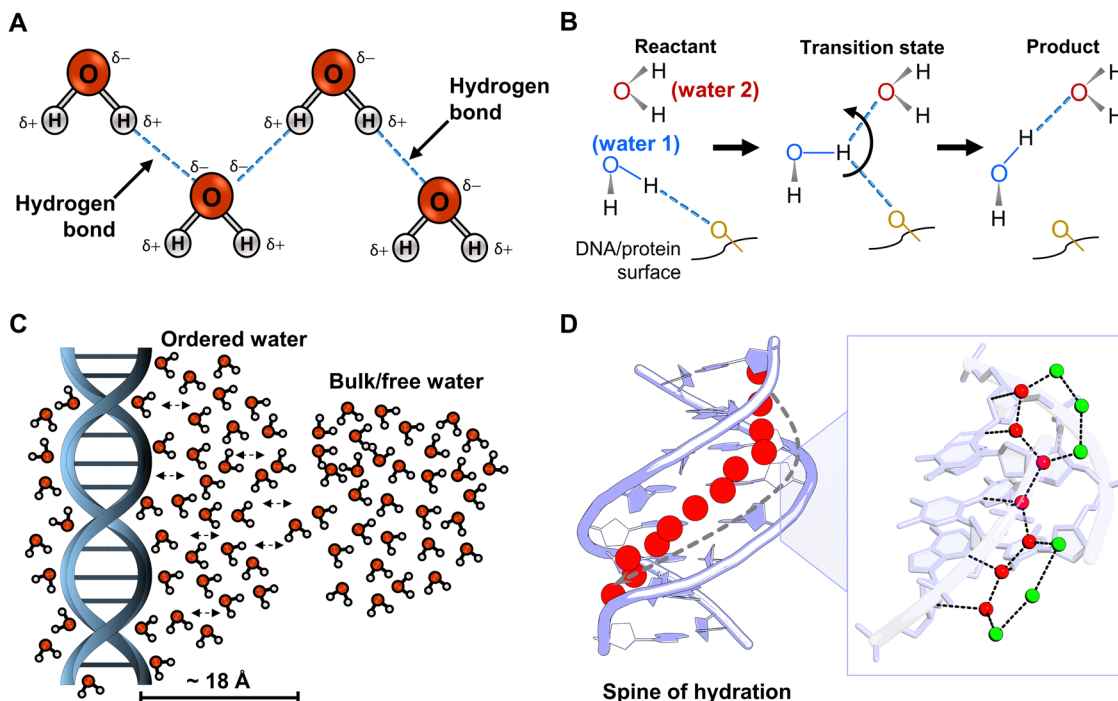 A
δ−
O
H
H
δ+
δ+
Hydrogen
bond
δ−
O
H
H
δ+
δ+
δ−
O
H
H
δ+
δ+
Hydrogen
bond
δ−
δ−
O
H
H
δ+
δ+
B
Reactant
Transition state
Product
H
O
H
(water 2)
(water 1)
O
H
H
O
DNA/protein
surface
H
O
H
O
H
H
O
H
O
H
H
O
H
O
C
Ordered water
Bulk/free water
~ 18 Å
D
Spine of hydration